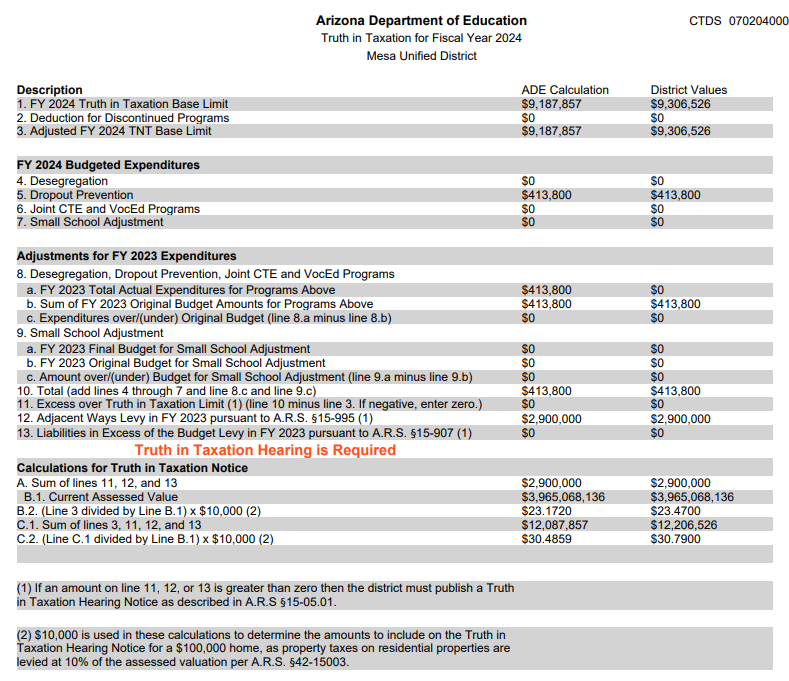 Arizona Department of Education CTDS 070204000
Truth in Taxation for Fiscal Year 2024
Mesa Unified District
Description ADE Calculation District Values
1. FY 2024 Truth in Taxation Base Limit $9,187,857 $9,306,526
2. Deduction for Discontinued Programs $0 $0
3. Adjusted FY 2024 TNT Base Limit $9,187,857 $9,306,526
FY 2024 Budgeted Expenditures
4. Desegregation $0 $0
5. Dropout Prevention $413,800 $413,800
6. Joint CTE and VocEd Programs $0 $0
7. Small School Adjustment $0 $0
Adjustments for FY 2023 Expenditures
8. Desegregation, Dropout Prevention, Joint CTE and VocEd Programs
a. FY 2023 Total Actual Expenditures for Programs Above $413,800 $0
b. Sum of FY 2023 Original Budget Amounts for Programs Above $413,800 $413,800
c. Expenditures over/(under) Original Budget (line 8.a minus line 8.b) $0 $0
9. Small School Adjustment
a. FY 2023 Final Budget for Small School Adjustment $0 $0
b. FY 2023 Original Budget for Small School Adjustment $0 $0
c. Amount over/(under) Budget for Small School Adjustment (line 9.a minus line 9.b) $0 $0
10. Total (add lines 4 through 7 and line 8.c and line 9.c) $413,800 $413,800
11. Excess over Truth in Taxation Limit (1) (line 10 minus line 3. If negative, enter zero.) $0 $0
12. Adjacent Ways Levy in FY 2023 pursuant to A.R.S. §15-995 (1) $2,900,000 $2,900,000
13. Liabilities in Excess of the Budget Levy in FY 2023 pursuant to A.R.S. §15-907 (1) $0 $0
Truth in Taxation Hearing is Required
Calculations for Truth in Taxation Notice
A. Sum of lines 11, 12, and 13 $2,900,000 $2,900,000
B.1. Current Assessed Value $3,965,068,136 $3,965,068,136
B.2. (Line 3 divided by Line B.1) x $10,000 (2) $23.1720 $23.4700
C.1. Sum of lines 3, 11, 12, and 13 $12,087,857 $12,206,526
C.2. (Line C.1 divided by Line B.1) x $10,000 (2) $30.4859 $30.7900
(1) If an amount on line 11, 12, or 13 is greater than zero then the district must publish a Truth
in Taxation Hearing Notice as described in A.R.S §15-05.01.
(2) $10,000 is used in these calculations to determine the amounts to include on the Truth in
Taxation Hearing Notice for a $100,000 home, as property taxes on residential properties are
levied at 10% of the assessed valuation per A.R.S. §42-15003.